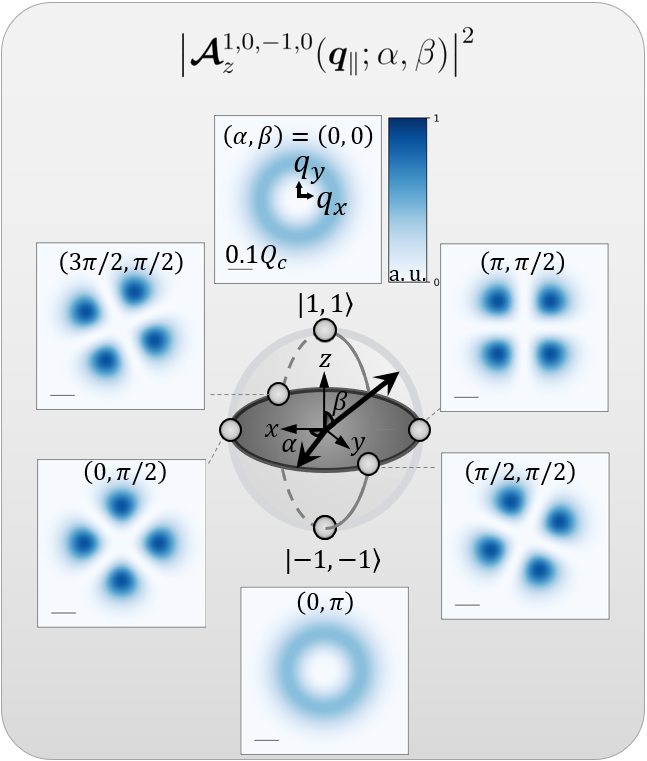 |𝓐_z^{1,0,−1,0}(q_∥; α, β)|^2
(α, β) = (0, 0)
q_y
q_x
0.1Q_c
1
a. u.
0
(3π/2, π/2)
(π, π/2)
|1, 1⟩
z
β
x
α
y
(0, π/2)
(π/2, π/2)
|−1, −1⟩
(0, π)